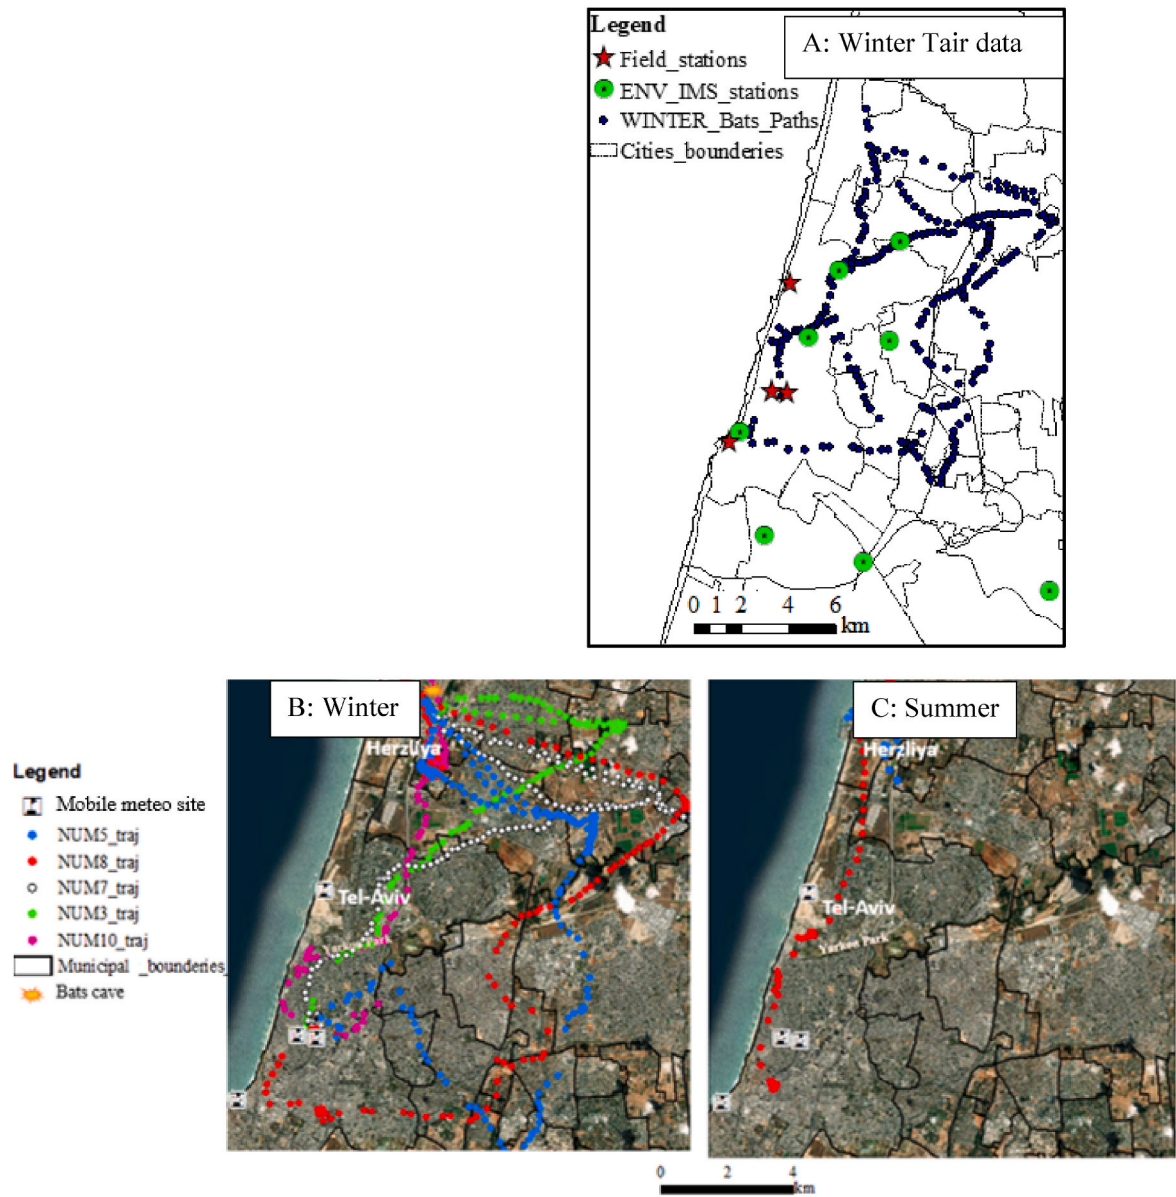 Legend
A: Winter Tair data
Field_stations
ENV_IMS_stations
WINTER_Bats_Paths
Cities_bounderies
0 1 2 4 6
km
B: Winter
C: Summer
Herzliya
Herzliya
Legend
Mobile meteo site
NUM5_traj
NUM8_traj
NUM7_traj
NUM3_traj
NUM10_traj
Municipal _bounderies_
Bats cave
Tel-Aviv
Tel-Aviv
Yarkon Park
0 2 4
km